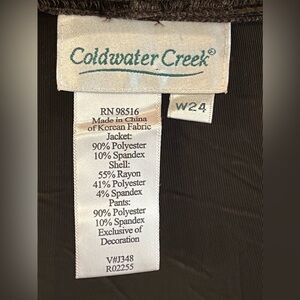 Coldwater Creek®
W24
RN 98516
Made in China
of Korean Fabric
Jacket:
90% Polyester
10% Spandex
Shell:
55% Rayon
41% Polyester
4% Spandex
Pants:
90% Polyester
10% Spandex
Exclusive of
Decoration
V#J348
R02255